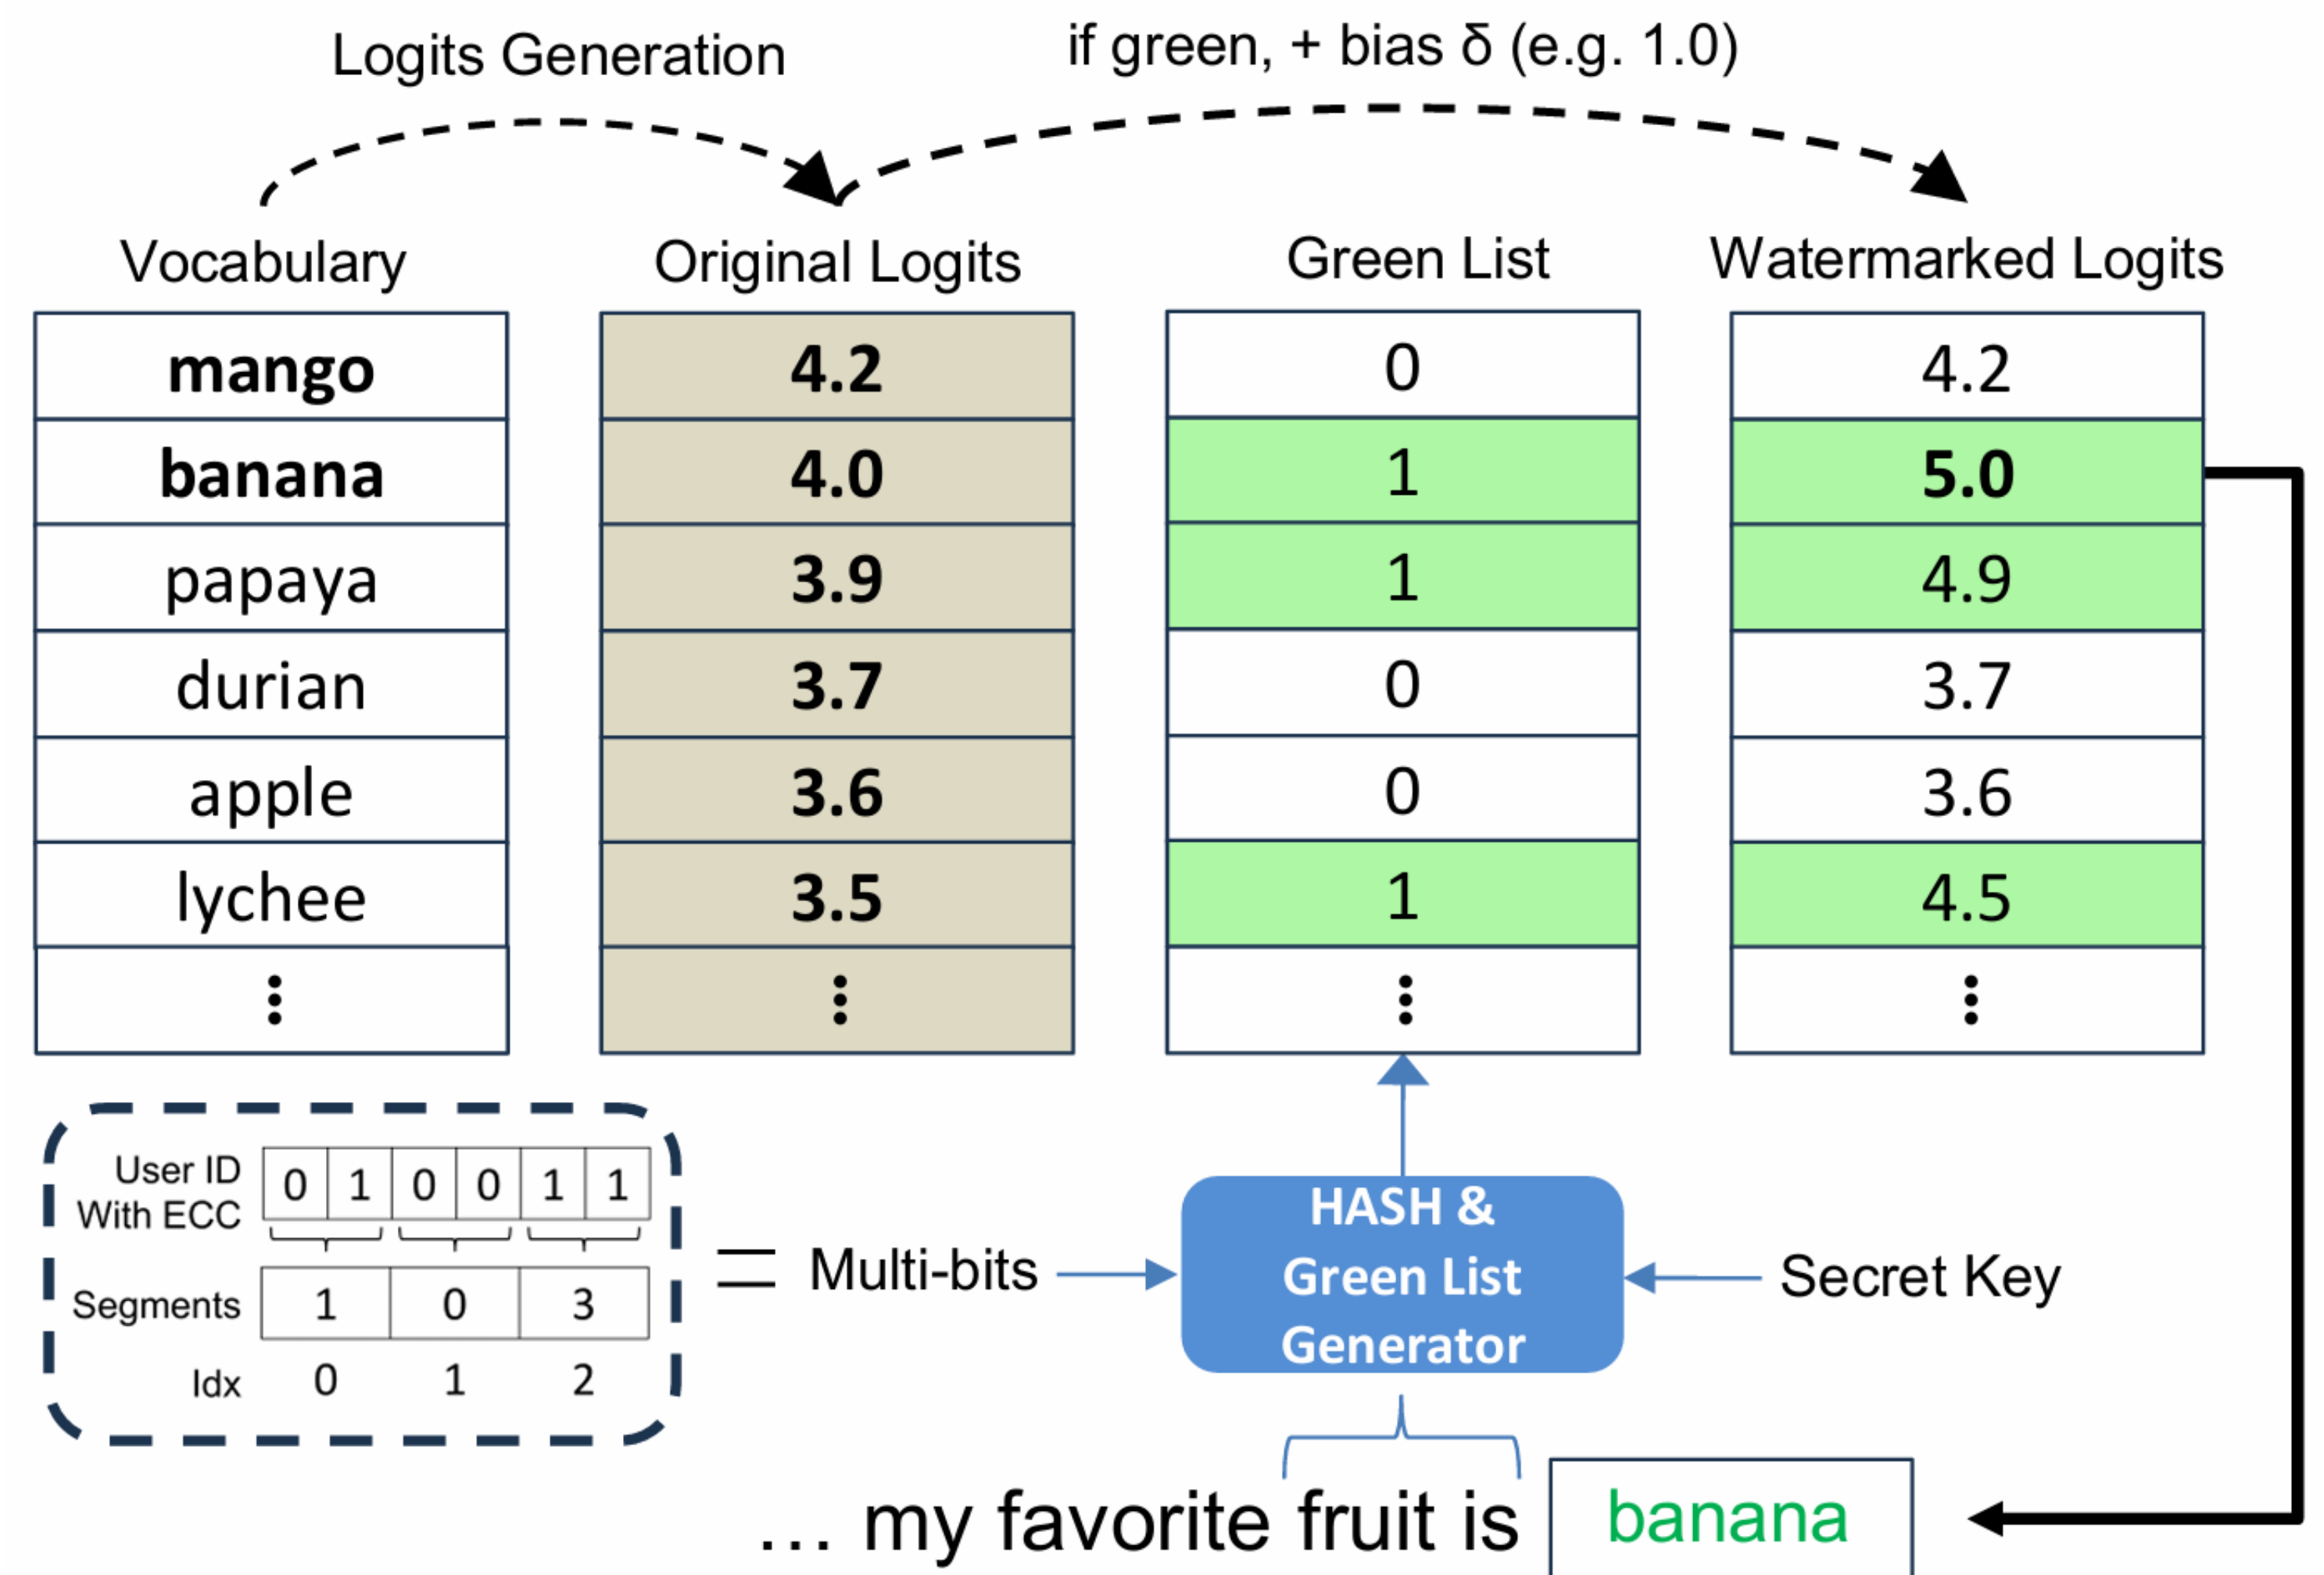 Logits Generation
if green, + bias δ (e.g. 1.0)
Vocabulary Original Logits Green List Watermarked Logits
mango 4.2 0 4.2
banana 4.0 1 5.0
papaya 3.9 1 4.9
durian 3.7 0 3.7
apple 3.6 0 3.6
lychee 3.5 1 4.5
⋮ ⋮ ⋮ ⋮
User ID
With ECC
0 1 0 0 1 1
Segments 1 0 3
Idx 0 1 2
= Multi-bits
HASH &
Green List
Generator
Secret Key
... my favorite fruit is banana